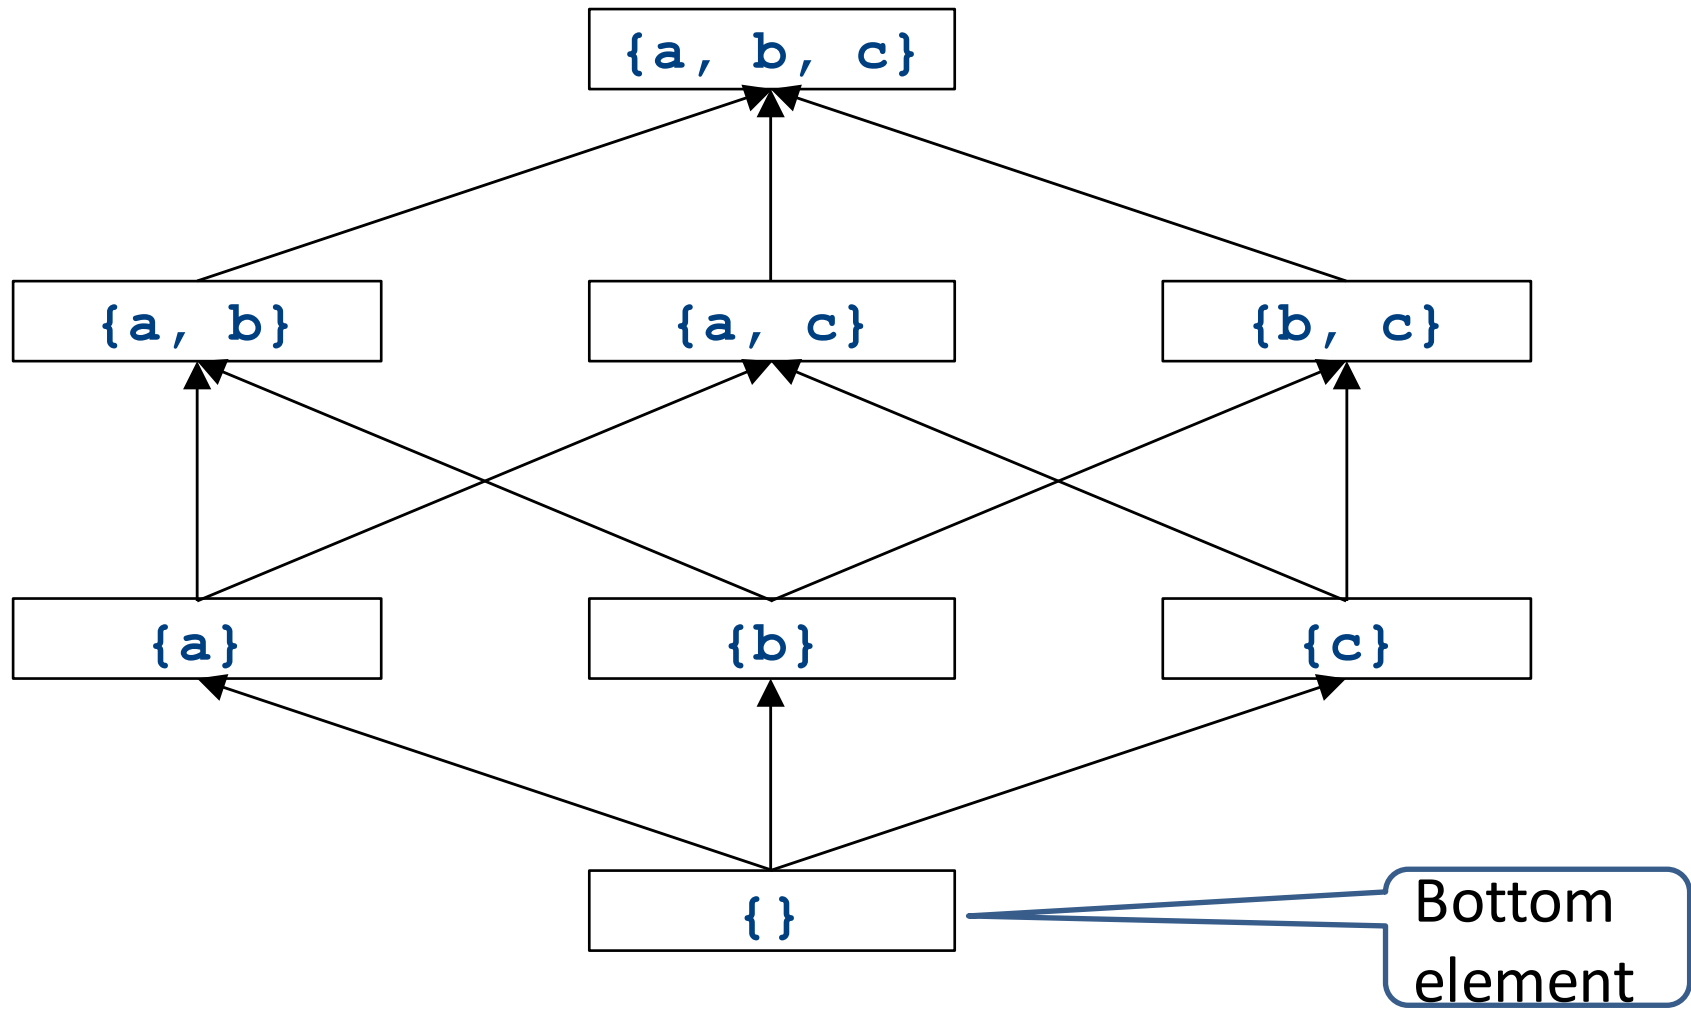 {a, b, c}
{a, b}
{a, c}
{b, c}
{a}
{b}
{c}
{}
Bottom
element